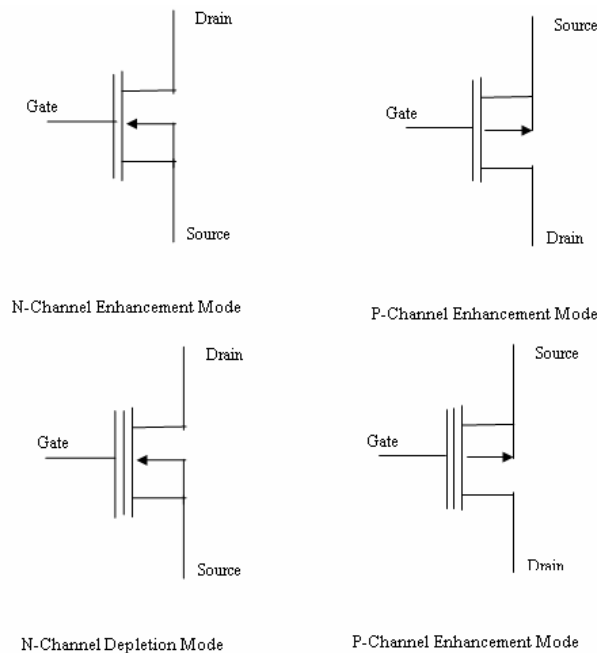 Drain
Source
Gate
Gate
Source
Drain
N-Channel Enhancement Mode
P-Channel Enhancement Mode
Drain
Source
Gate
Gate
Source
Drain
N-Channel Depletion Mode
P-Channel Enhancement Mode